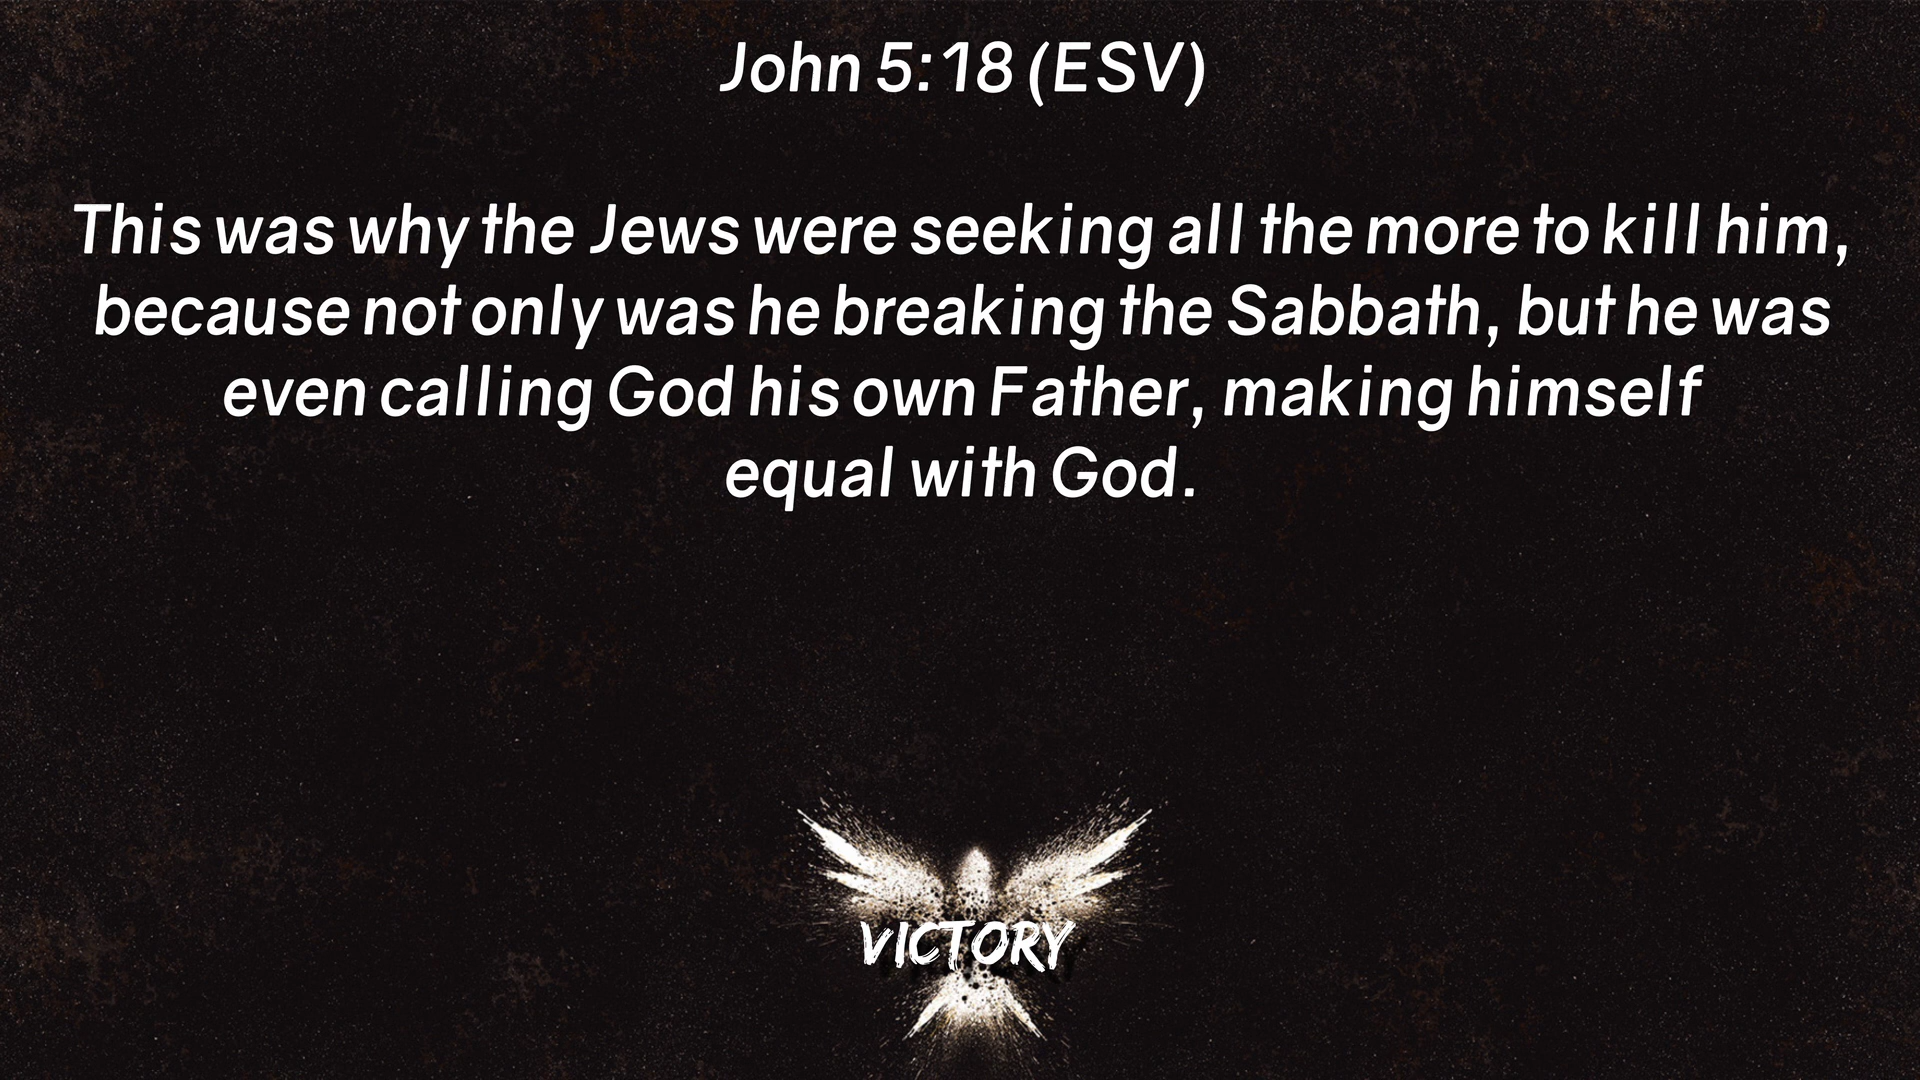 John 5:18 (ESV)
This was why the Jews were seeking all the more to kill him,
because not only was he breaking the Sabbath, but he was
even calling God his own Father, making himself
equal with God.
VICTORY